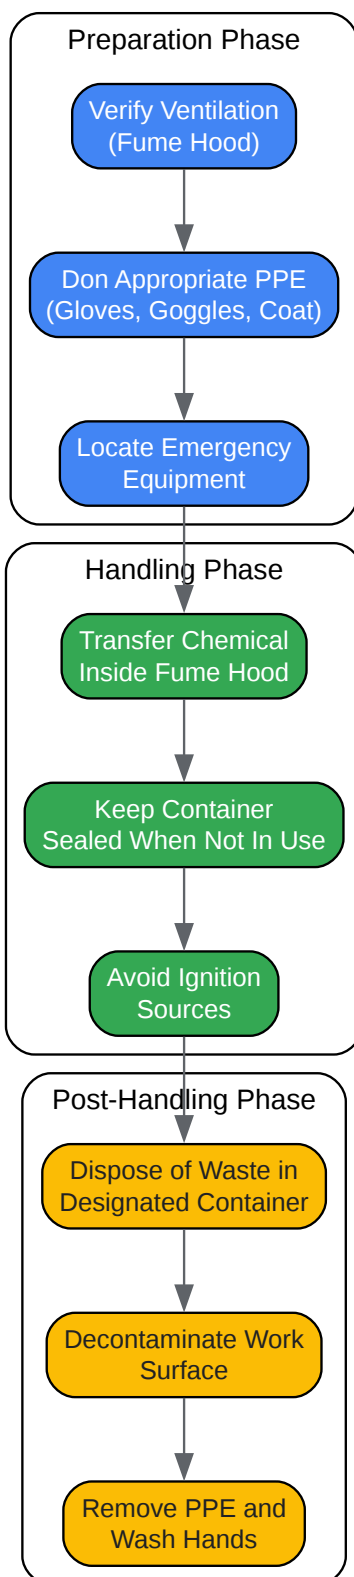 Preparation Phase
Verify Ventilation
(Fume Hood)
Don Appropriate PPE
(Gloves, Goggles, Coat)
Locate Emergency
Equipment
Handling Phase
Transfer Chemical
Inside Fume Hood
Keep Container
Sealed When Not In Use
Avoid Ignition
Sources
Post-Handling Phase
Dispose of Waste in
Designated Container
Decontaminate Work
Surface
Remove PPE and
Wash Hands